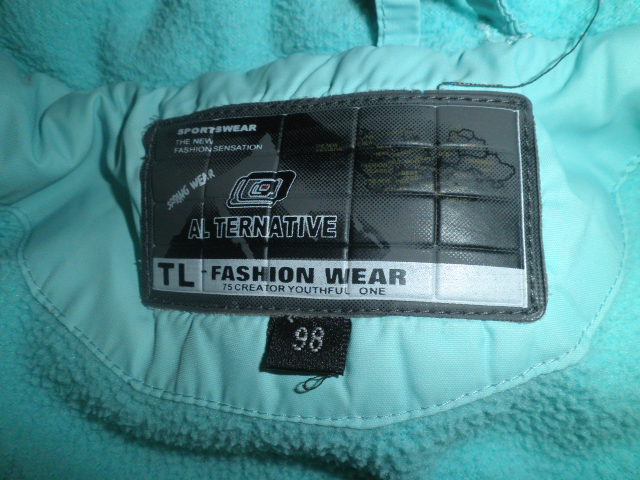 SPORTSWEAR
THE NEW
FASHION SENSATION
SPRING WEAR
AL TERNATIVE
TL - FASHION WEAR
75 CREATOR YOUTHFUL ONE
98